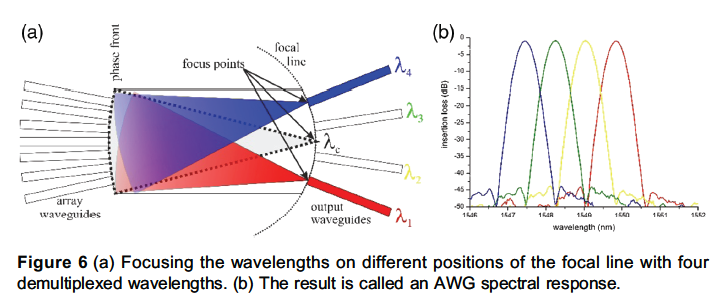 (a)
phase front
focal
line
focus points
λ4
λ3
λc
λ2
λ1
array
waveguides
output
waveguides
(b)
insertion loss (dB)
0
-5
-10
-15
-20
-25
-30
-35
-40
-45
-50
1546 1547 1548 1549 1550 1551 1552
wavelength (nm)
Figure 6 (a) Focusing the wavelengths on different positions of the focal line with four
demultiplexed wavelengths. (b) The result is called an AWG spectral response.